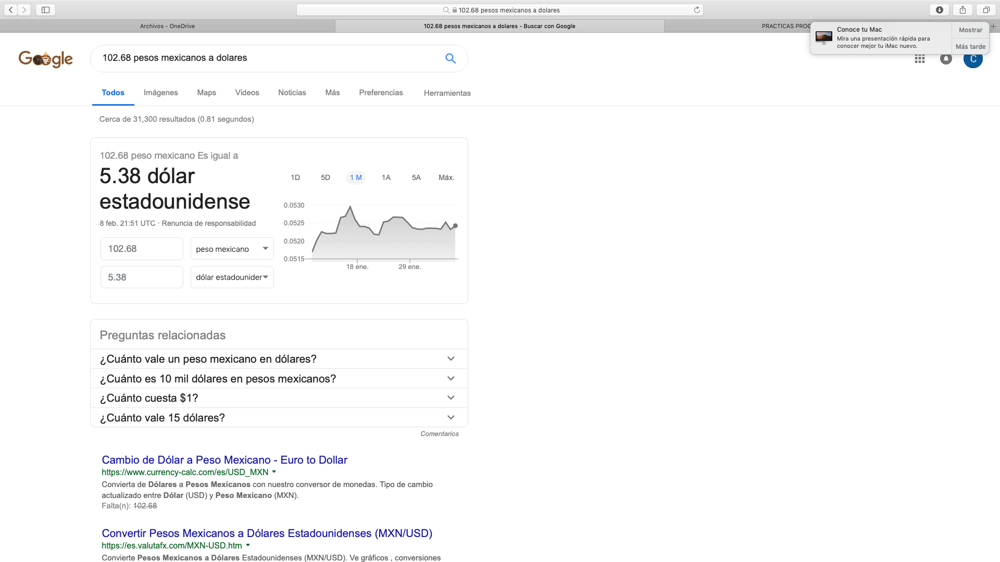 102.68 pesos mexicanos a dolares
Archivos - OneDrive
102.68 pesos mexicanos a dolares - Buscar con Google
PRACTICAS PROG
Conoce tu Mac
Mira una presentación rápida para
conocer mejor tu iMac nuevo.
Mostrar
Más tarde
Google
102.68 pesos mexicanos a dolares
C
Todos
Imágenes
Maps
Videos
Noticias
Más
Preferencias
Herramientas
Cerca de 31,300 resultados (0.81 segundos)
102.68 peso mexicano Es igual a
5.38 dólar
estadounidense
8 feb. 21:51 UTC · Renuncia de responsabilidad
102.68
peso mexicano
5.38
dólar estadounider
1D
5D
1 M
1A
5A
Máx.
0.0530
0.0525
0.0520
0.0515
18 ene.
29 ene.
Preguntas relacionadas
¿Cuánto vale un peso mexicano en dólares?
¿Cuánto es 10 mil dólares en pesos mexicanos?
¿Cuánto cuesta $1?
¿Cuánto vale 15 dólares?
Comentarios
Cambio de Dólar a Peso Mexicano - Euro to Dollar
https://www.currency-calc.com/es/USD_MXN
Convierta de Dólares a Pesos Mexicanos con nuestro conversor de monedas. Tipo de cambio
actualizado entre Dólar (USD) y Peso Mexicano (MXN).
Falta(n): 102.68
Convertir Pesos Mexicanos a Dólares Estadounidenses (MXN/USD)
https://es.valutafx.com/MXN-USD.htm
Convierte Pesos Mexicanos a Dólares Estadounidenses (MXN/USD). Ve gráficos , conversiones